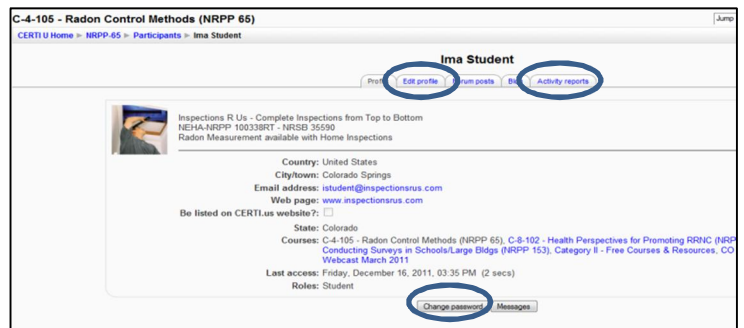 C-4-105 - Radon Control Methods (NRPP 65)
Jump
CERTI U Home ► NRPP-65 ► Participants ► Ima Student
Ima Student
Edit profile
posts
Activity reports
Inspections R Us - Complete Inspections from Top to Bottom
NEHA-NRPP 100338RT - NRSB 35590
Radon Measurement available with Home Inspections
Country: United States
City/town: Colorado Springs
Email address: istudent@inspectionsrus.com
Web page: www.inspectionsrus.com
Be listed on CERTI.us website?:
State: Colorado
Courses: C-4-105 - Radon Control Methods (NRPP 65), C-8-102 - Health Perspectives for Promoting RRNC (NRP
Conducting Surveys in Schools/Large Bldgs (NRPP 153), Category II - Free Courses & Resources, CO
Webcast March 2011
Last access: Friday, December 16, 2011, 03:35 PM (2 secs)
Roles: Student
Change password Messages